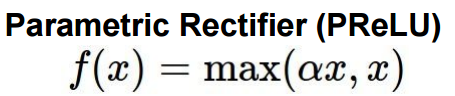 Parametric Rectifier (PReLU)
f(x) = max(αx, x)